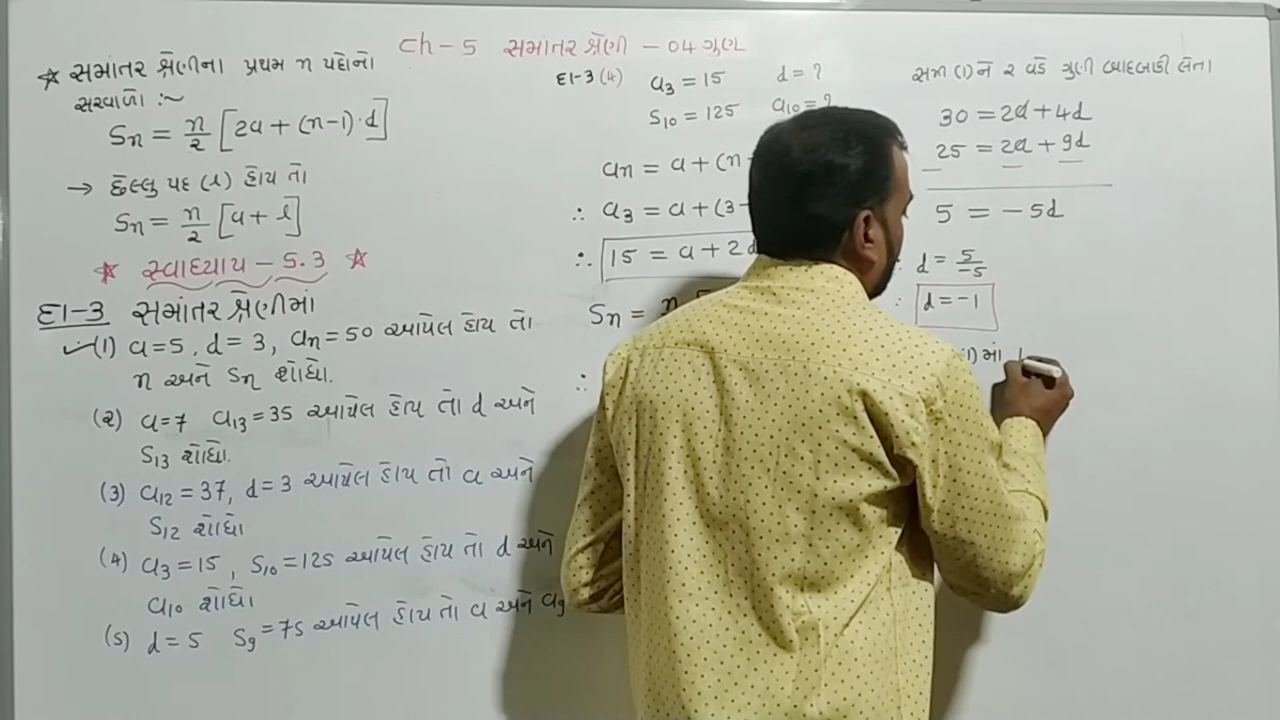 Ch-5 સમાંતર શ્રેણી - 04 ગુણ
☆ સમાંતર શ્રેણીના પ્રથમ n પદોનો
સરવાળો :~
Sn = n/2 [2a + (n-1)·d]
→ છેલ્લુ પદ (l) હોય તો
Sn = n/2 [a + l]
☆ સ્વાધ્યાય - 5.3 ☆
દા-3 સમાંતર શ્રેણીમાં
(1) a=5, d=3, an=50 આપેલ હોય તો
n અને Sn શોધો.
(૨) a=7 a13=35 આપેલ હોય તો d અને
S13 શોધો.
(3) a12=37, d=3 આપેલ હોય તો a અને
S12 શોધો
(4) a3=15, S10=125 આપેલ હોય તો d અને
a10 શોધો
(5) d=5 S9=75 આપેલ હોય તો a અને a9
દા-3 (4) a3=15 d=?
S10=125 a10=?
an = a + (n
∴ a3 = a + (3-
∴ 15 = a + 2d
Sn = n
∴
સમી (1) ને ૨ વડે ગુણી બાદબાકી લેતા
30 = 2a + 4d
25 = 2a + 9d
5 = -5d
d = 5/-5
∴ d = -1
(1) માં